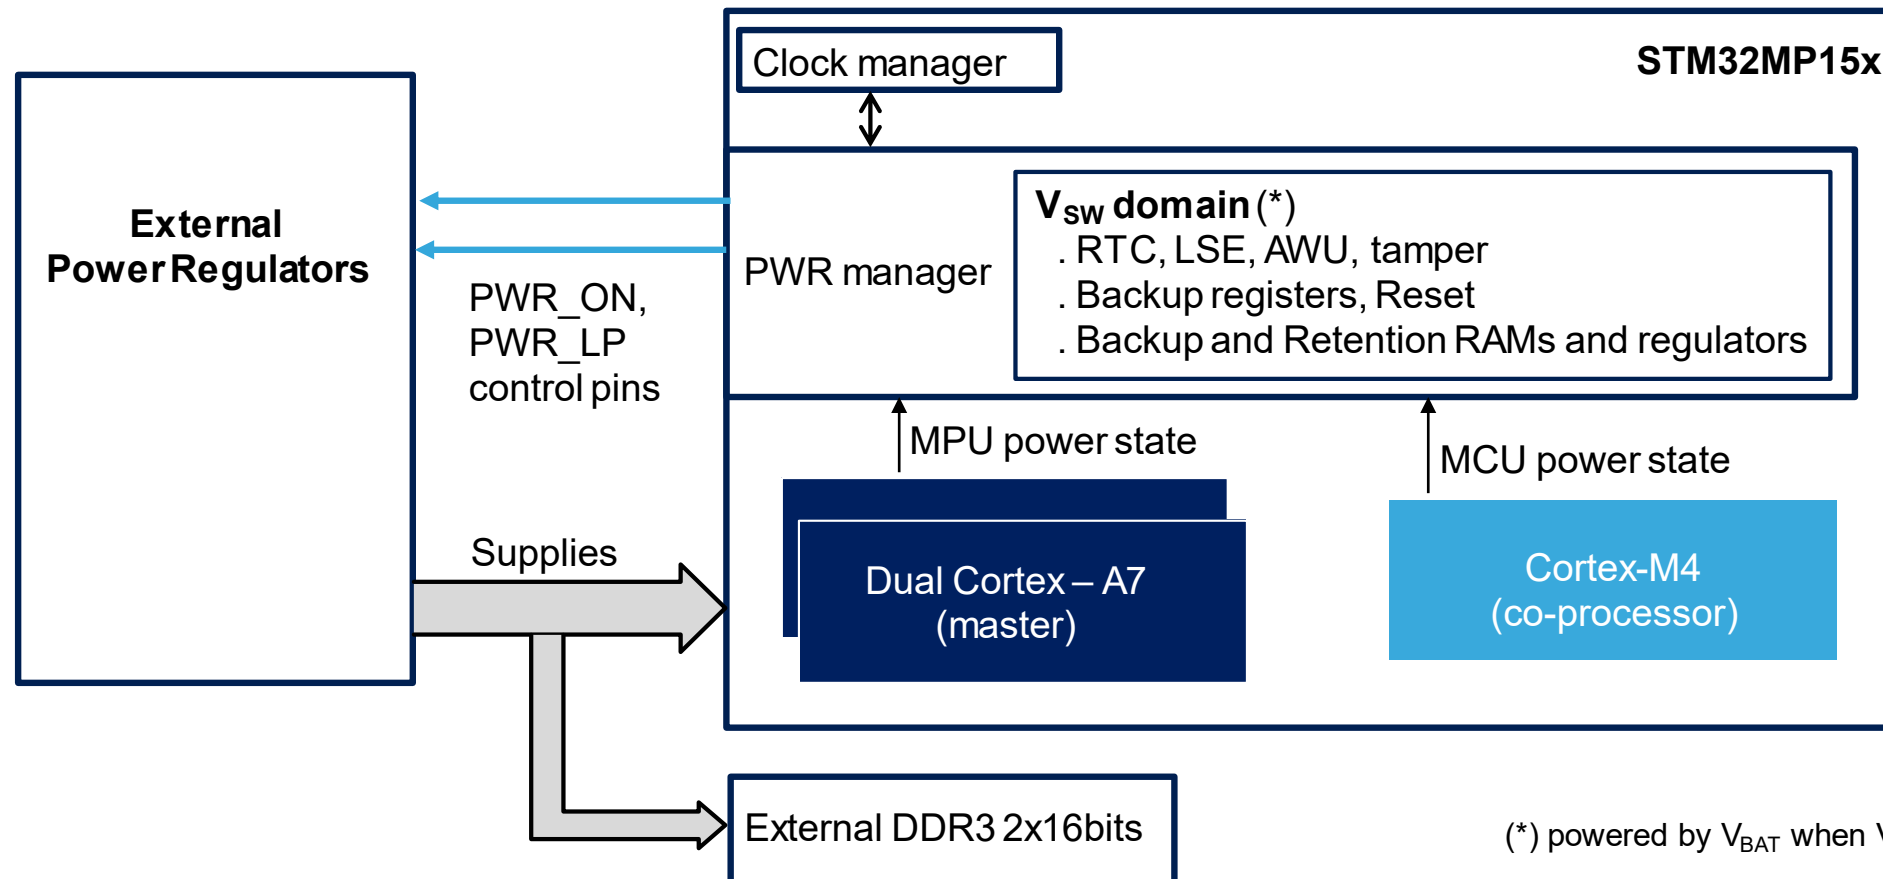 Clock manager
STM32MP15x
External
Power Regulators
PWR_ON,
PWR_LP
control pins
PWR manager
VSW domain (*)
. RTC, LSE, AWU, tamper
. Backup registers, Reset
. Backup and Retention RAMs and regulators
MPU power state
MCU power state
Supplies
Dual Cortex – A7
(master)
Cortex-M4
(co-processor)
External DDR3 2x16bits
(*) powered by VBAT when